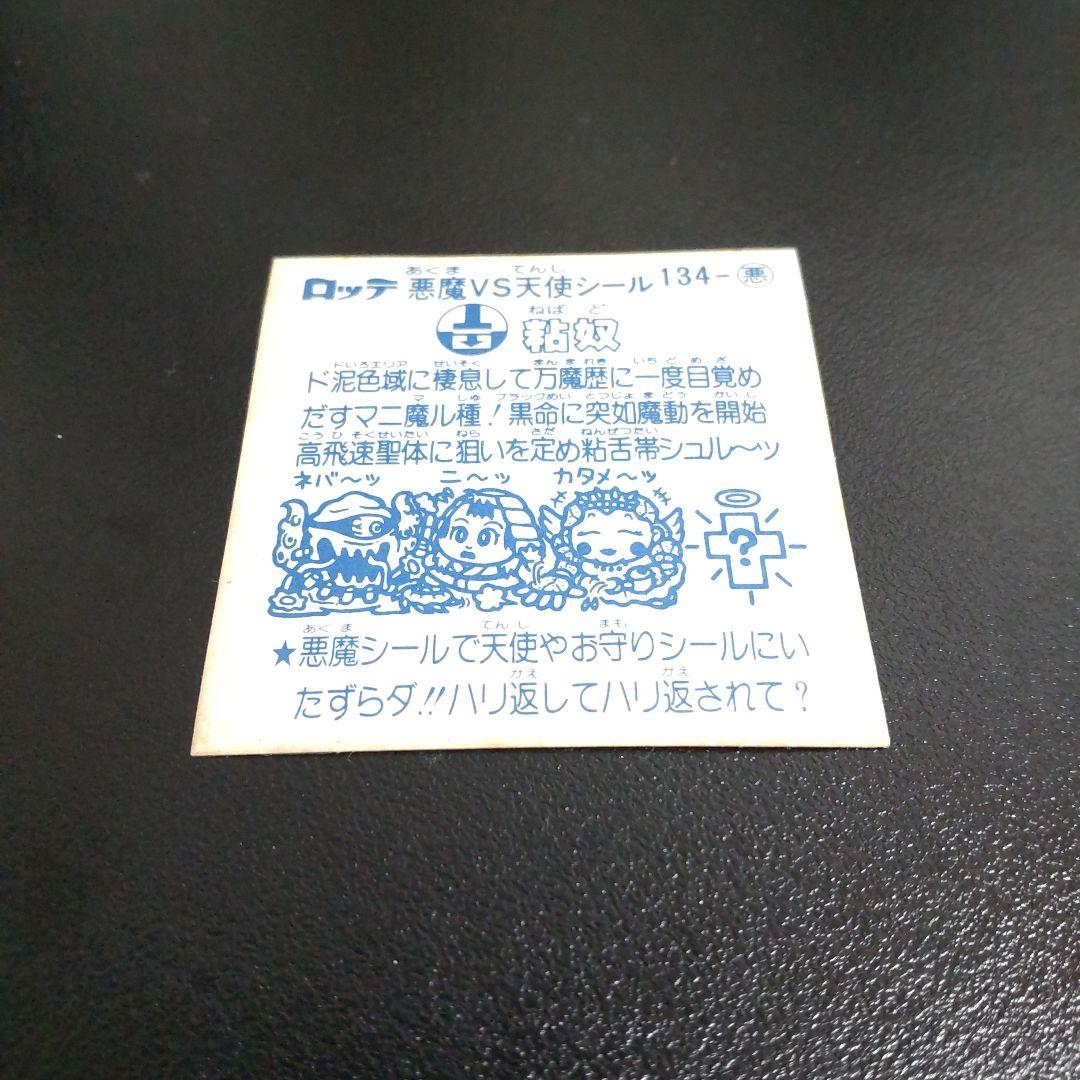 あくま てんし
ロッテ 悪魔VS天使シール 134-悪
ねば ど
粘奴
ドいろエリア せいそく まんまれき いちどめざ
ド泥色域に棲息して万魔歴に一度目覚め
マ しゅ ブラックめい とつじょまどう かいし
だすマニ魔ル種!黒命に突如魔動を開始
こうひそくせいたい ねら さだ ねんぜつたい
高飛速聖体に狙いを定め粘舌帯シュル〜ッ
ネバ〜ッ ニ〜ッ カタメ〜ッ
?
あくま てんし まも
★悪魔シールで天使やお守りシールにい
かえ かえ
たずらダ!!ハリ返してハリ返されて?